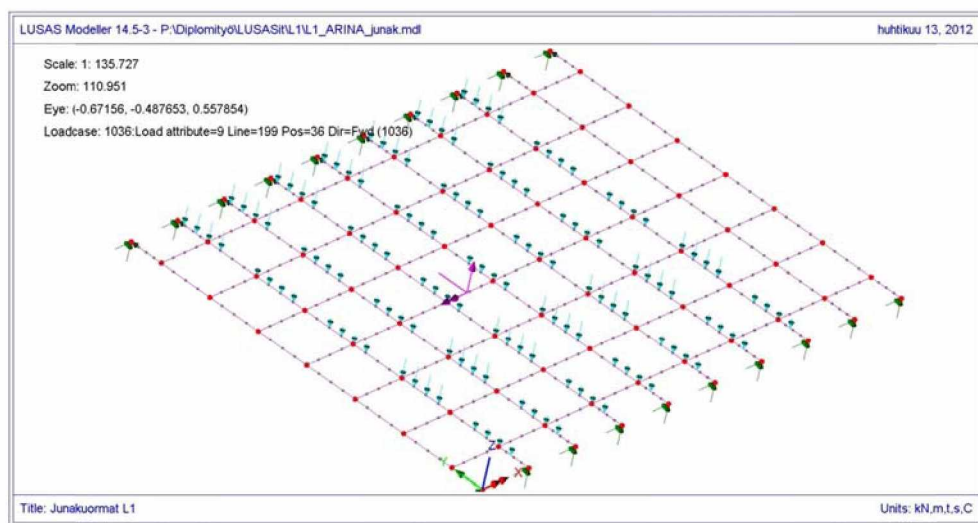 LUSAS Modeller 14.5-3 - P:\Diplomityö\LUSASit\L1\L1_ARINA_junak.mdl
huhtikuu 13, 2012
Scale: 1: 135.727
Zoom: 110.951
Eye: (-0.67156, -0.487653, 0.557854)
Loadcase: 1036:Load attribute=9 Line=199 Pos=36 Dir=Fwd (1036)
Z
Y
X
Title: Junakuormat L1
Units: kN,m,t,s,C